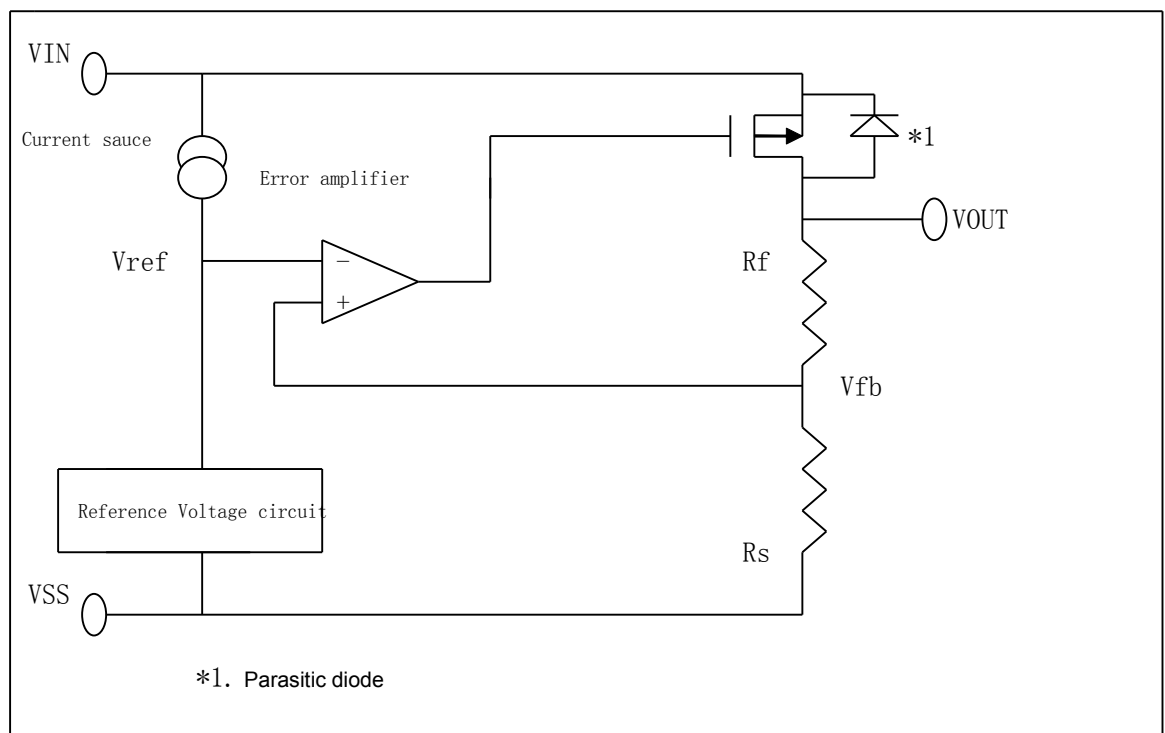 VIN
Current sauce
Error amplifier
*1
VOUT
Vref
−
Rf
+
Vfb
Reference Voltage circuit
Rs
VSS
*1. Parasitic diode